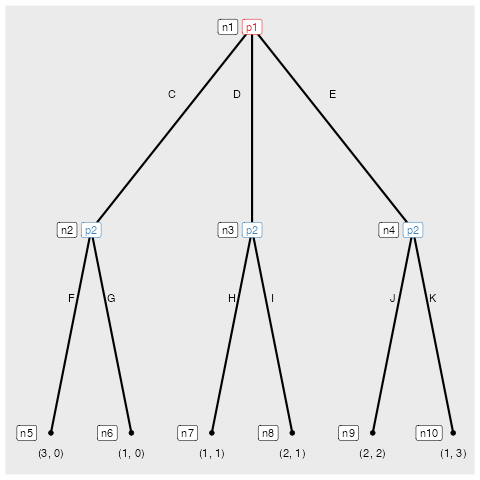 n1 p1
C D E
n2 p2 n3 p2 n4 p2
F G H I J K
n5 n6 n7 n8 n9 n10
(3, 0) (1, 0) (1, 1) (2, 1) (2, 2) (1, 3)